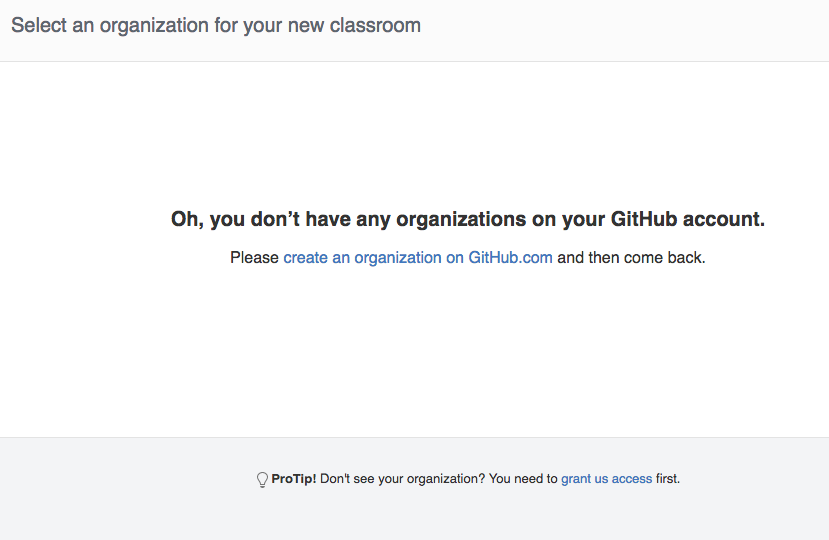 Select an organization for your new classroom
Oh, you don’t have any organizations on your GitHub account.
Please create an organization on GitHub.com and then come back.
ProTip! Don't see your organization? You need to grant us access first.